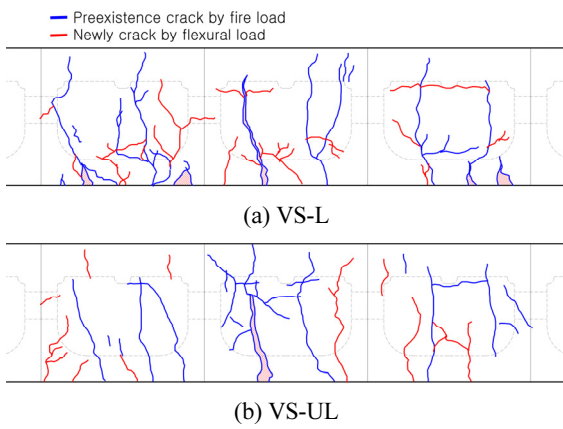 Preexistence crack by fire load
Newly crack by flexural load
(a) VS-L
(b) VS-UL